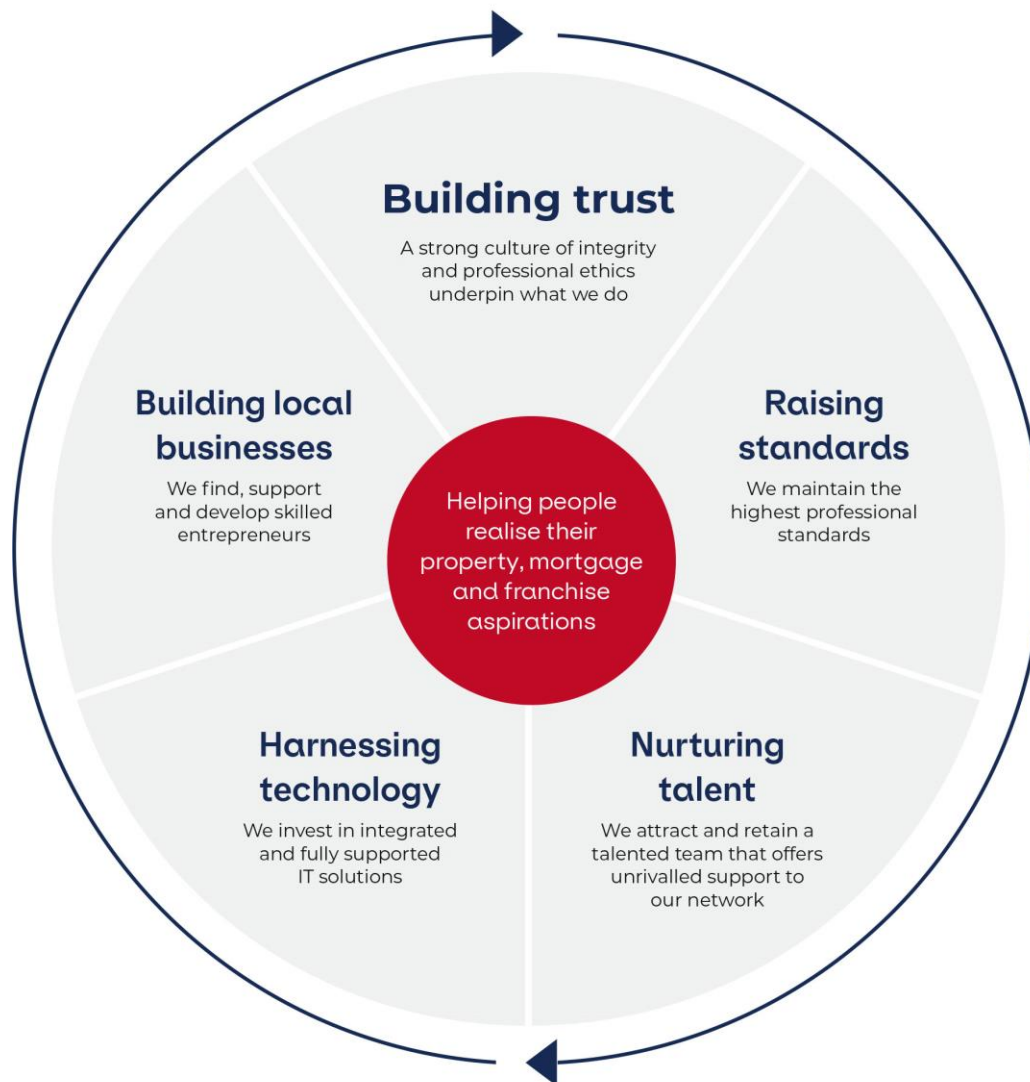 Building trust
A strong culture of integrity
and professional ethics
underpin what we do
Raising
standards
We maintain the
highest professional
standards
Nurturing
talent
We attract and retain a
talented team that offers
unrivalled support to
our network
Harnessing
technology
We invest in integrated
and fully supported
IT solutions
Building local
businesses
We find, support
and develop skilled
entrepreneurs
Helping people
realise their
property, mortgage
and franchise
aspirations